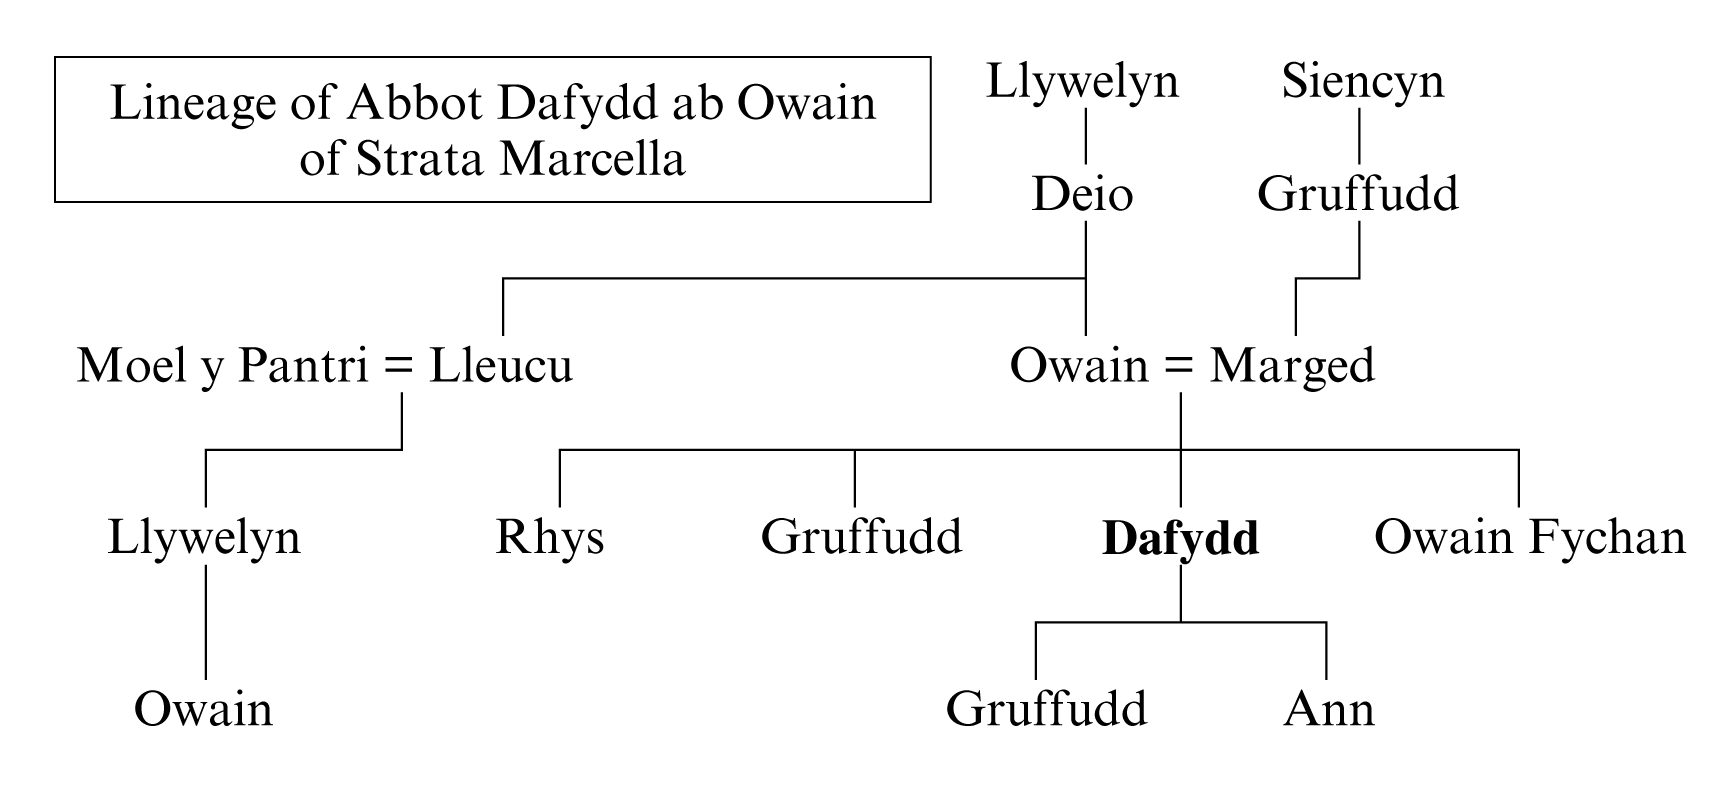 Lineage of Abbot Dafydd ab Owain
of Strata Marcella
Llywelyn Siencyn
Deio Gruffudd
Moel y Pantri = Lleucu Owain = Marged
Llywelyn Rhys Gruffudd Dafydd Owain Fychan
Owain Gruffudd Ann